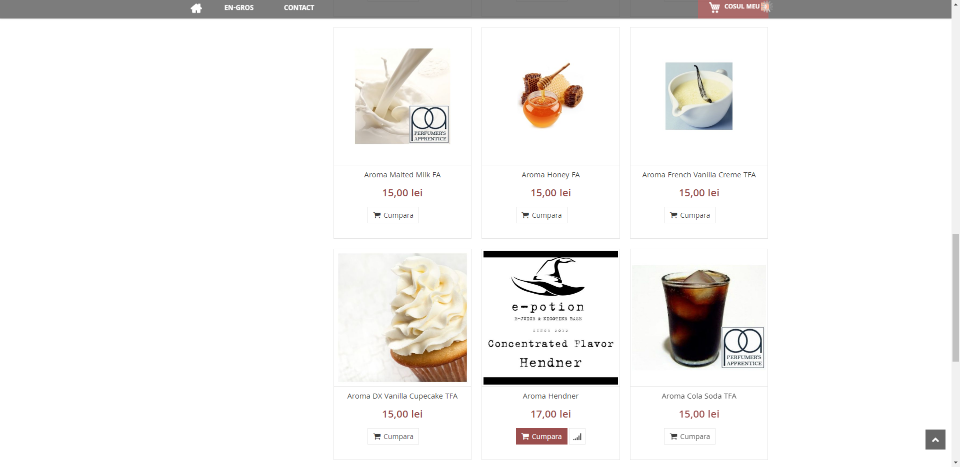 EN-GROS
CONTACT
COSUL MEU
PERFUMER'S
APPRENTICE
Aroma Malted Milk FA
Aroma Honey FA
Aroma French Vanilla Creme TFA
15,00 lei
15,00 lei
15,00 lei
Cumpara
Cumpara
Cumpara
e-potion
Concentrated Flavor
Hendner
PERFUMER'S
APPRENTICE
Aroma DX Vanilla Cupecake TFA
Aroma Hendner
Aroma Cola Soda TFA
15,00 lei
17,00 lei
15,00 lei
Cumpara
Cumpara
Cumpara